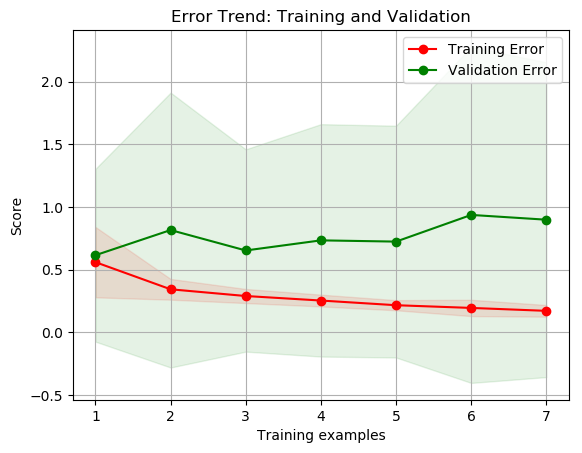 Error Trend: Training and Validation
Training Error
Validation Error
2.0
1.5
1.0
0.5
0.0
−0.5
Score
1 2 3 4 5 6 7
Training examples